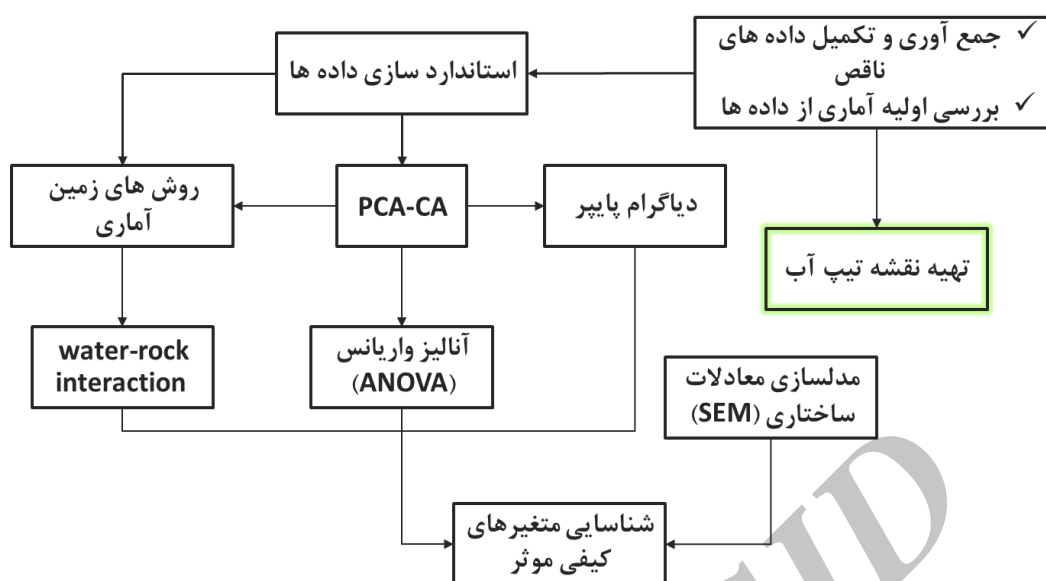 ✓ جمع آوری و تکمیل داده های
ناقص
✓ بررسی اولیه آماری از داده ها
استاندارد سازی داده ها
دیاگرام پایپر
PCA-CA
روش های زمین
آماری
تهیه نقشه تیپ آب
آنالیز واریانس
(ANOVA)
water-rock
interaction
مدلسازی معادلات
ساختاری (SEM)
شناسایی متغیرهای
کیفی موثر